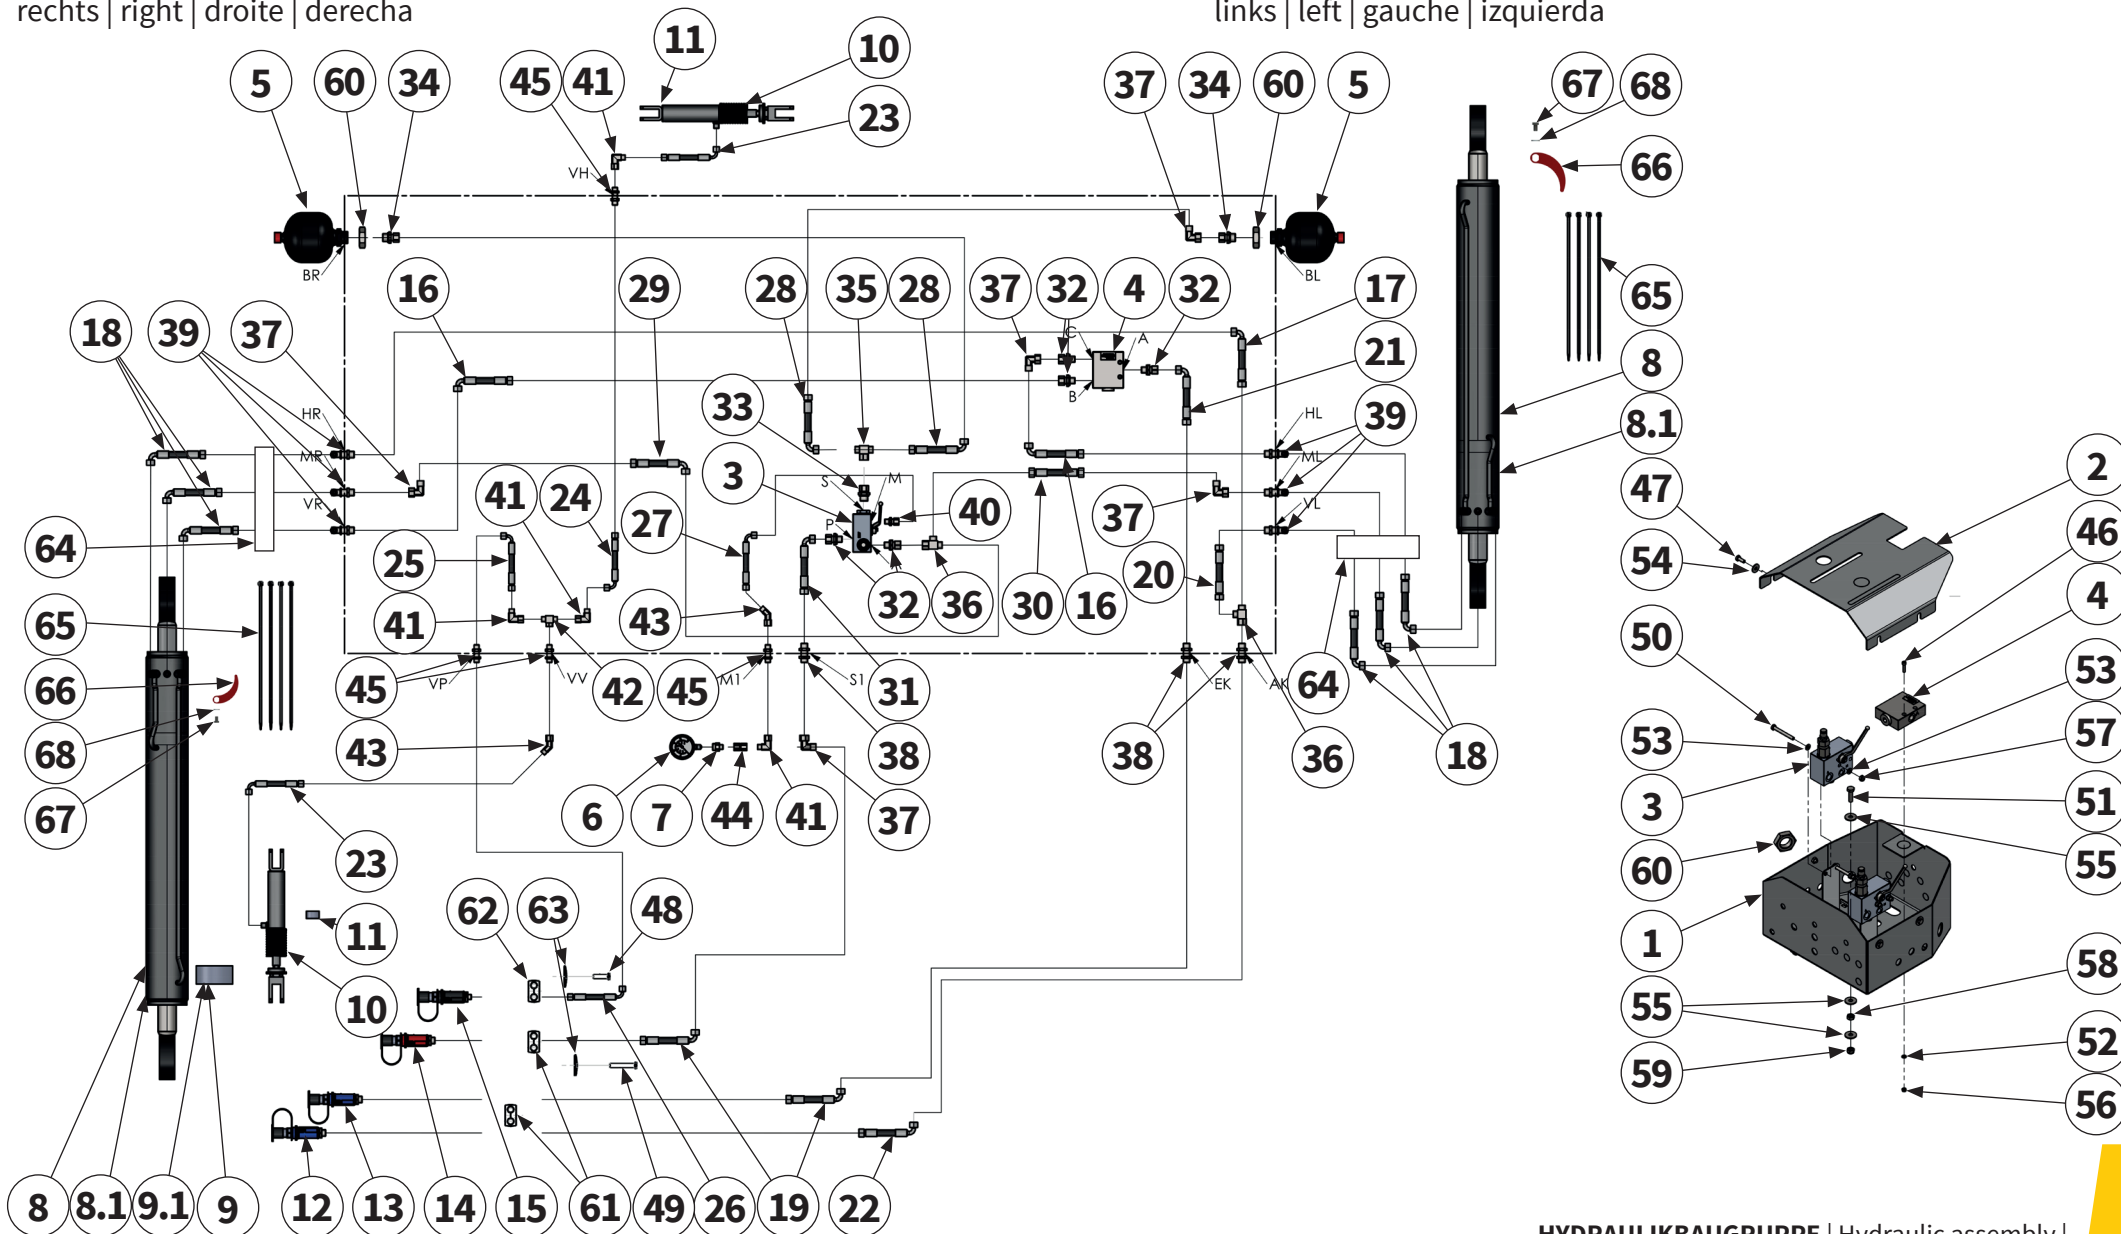 rechts | right | droite | derecha
links | left | gauche | izquierda
11 10
5 60 34 45 41 37 34 60 5 67 68
23
VH
66
BR BL
16 29 28 35 28 37 32 4 32 17 65
18 39 37
C A
8
B
33 21
HR HL
39 8.1
MR ML
3 S M
2
VR VL
41 24 27 P 40 37 47 46
64 25 54
20 4
65 41 43 32 36 30 16 50
66 45 VP VV 42 45 M1 S1 31 EK AK 64 53
68 43 38 38 36 18 53 57
67 6 7 44 41 37 3 51
23 60 55
62 63 48
11 1
58
10 55
52
59
56
8 8.1 9.1 9 12 13 14 15 61 49 26 19 22
HYDRAULIKBAUGRUPPE | Hydraulic assembly |